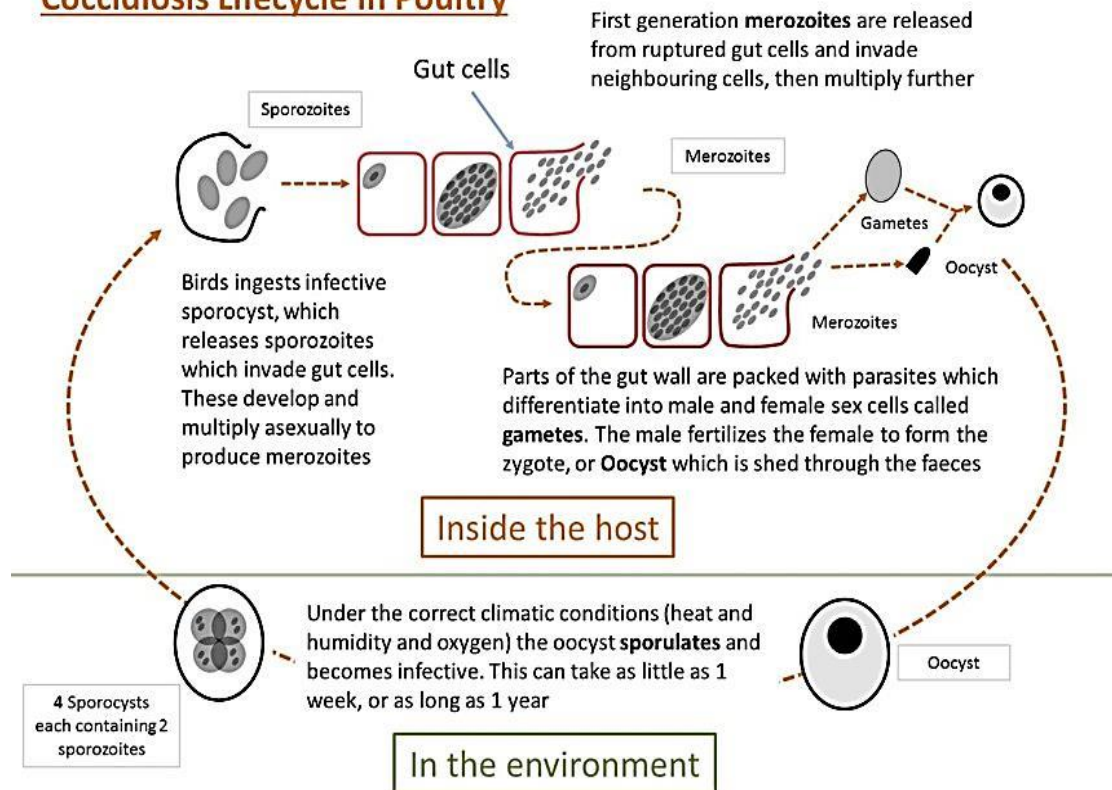 Coccidiosis Lifecycle in Poultry
First generation merozoites are released
from ruptured gut cells and invade
neighbouring cells, then multiply further
Gut cells
Sporozoites
Merozoites
Gametes
Oocyst
Birds ingests infective
sporocyst, which
releases sporozoites
which invade gut cells.
These develop and
multiply asexually to
produce merozoites
Merozoites
Parts of the gut wall are packed with parasites which
differentiate into male and female sex cells called
gametes. The male fertilizes the female to form the
zygote, or Oocyst which is shed through the faeces
Inside the host
Under the correct climatic conditions (heat and
humidity and oxygen) the oocyst sporulates and
becomes infective. This can take as little as 1
week, or as long as 1 year
Oocyst
4 Sporocysts
each containing 2
sporozoites
In the environment